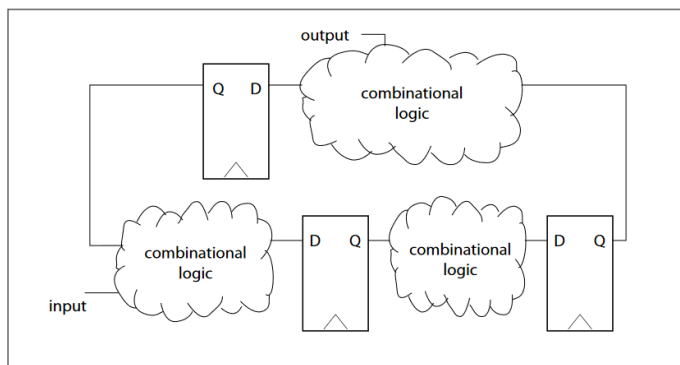 output
Q D
combinational
logic
combinational
logic
D Q
combinational
logic
D Q
input